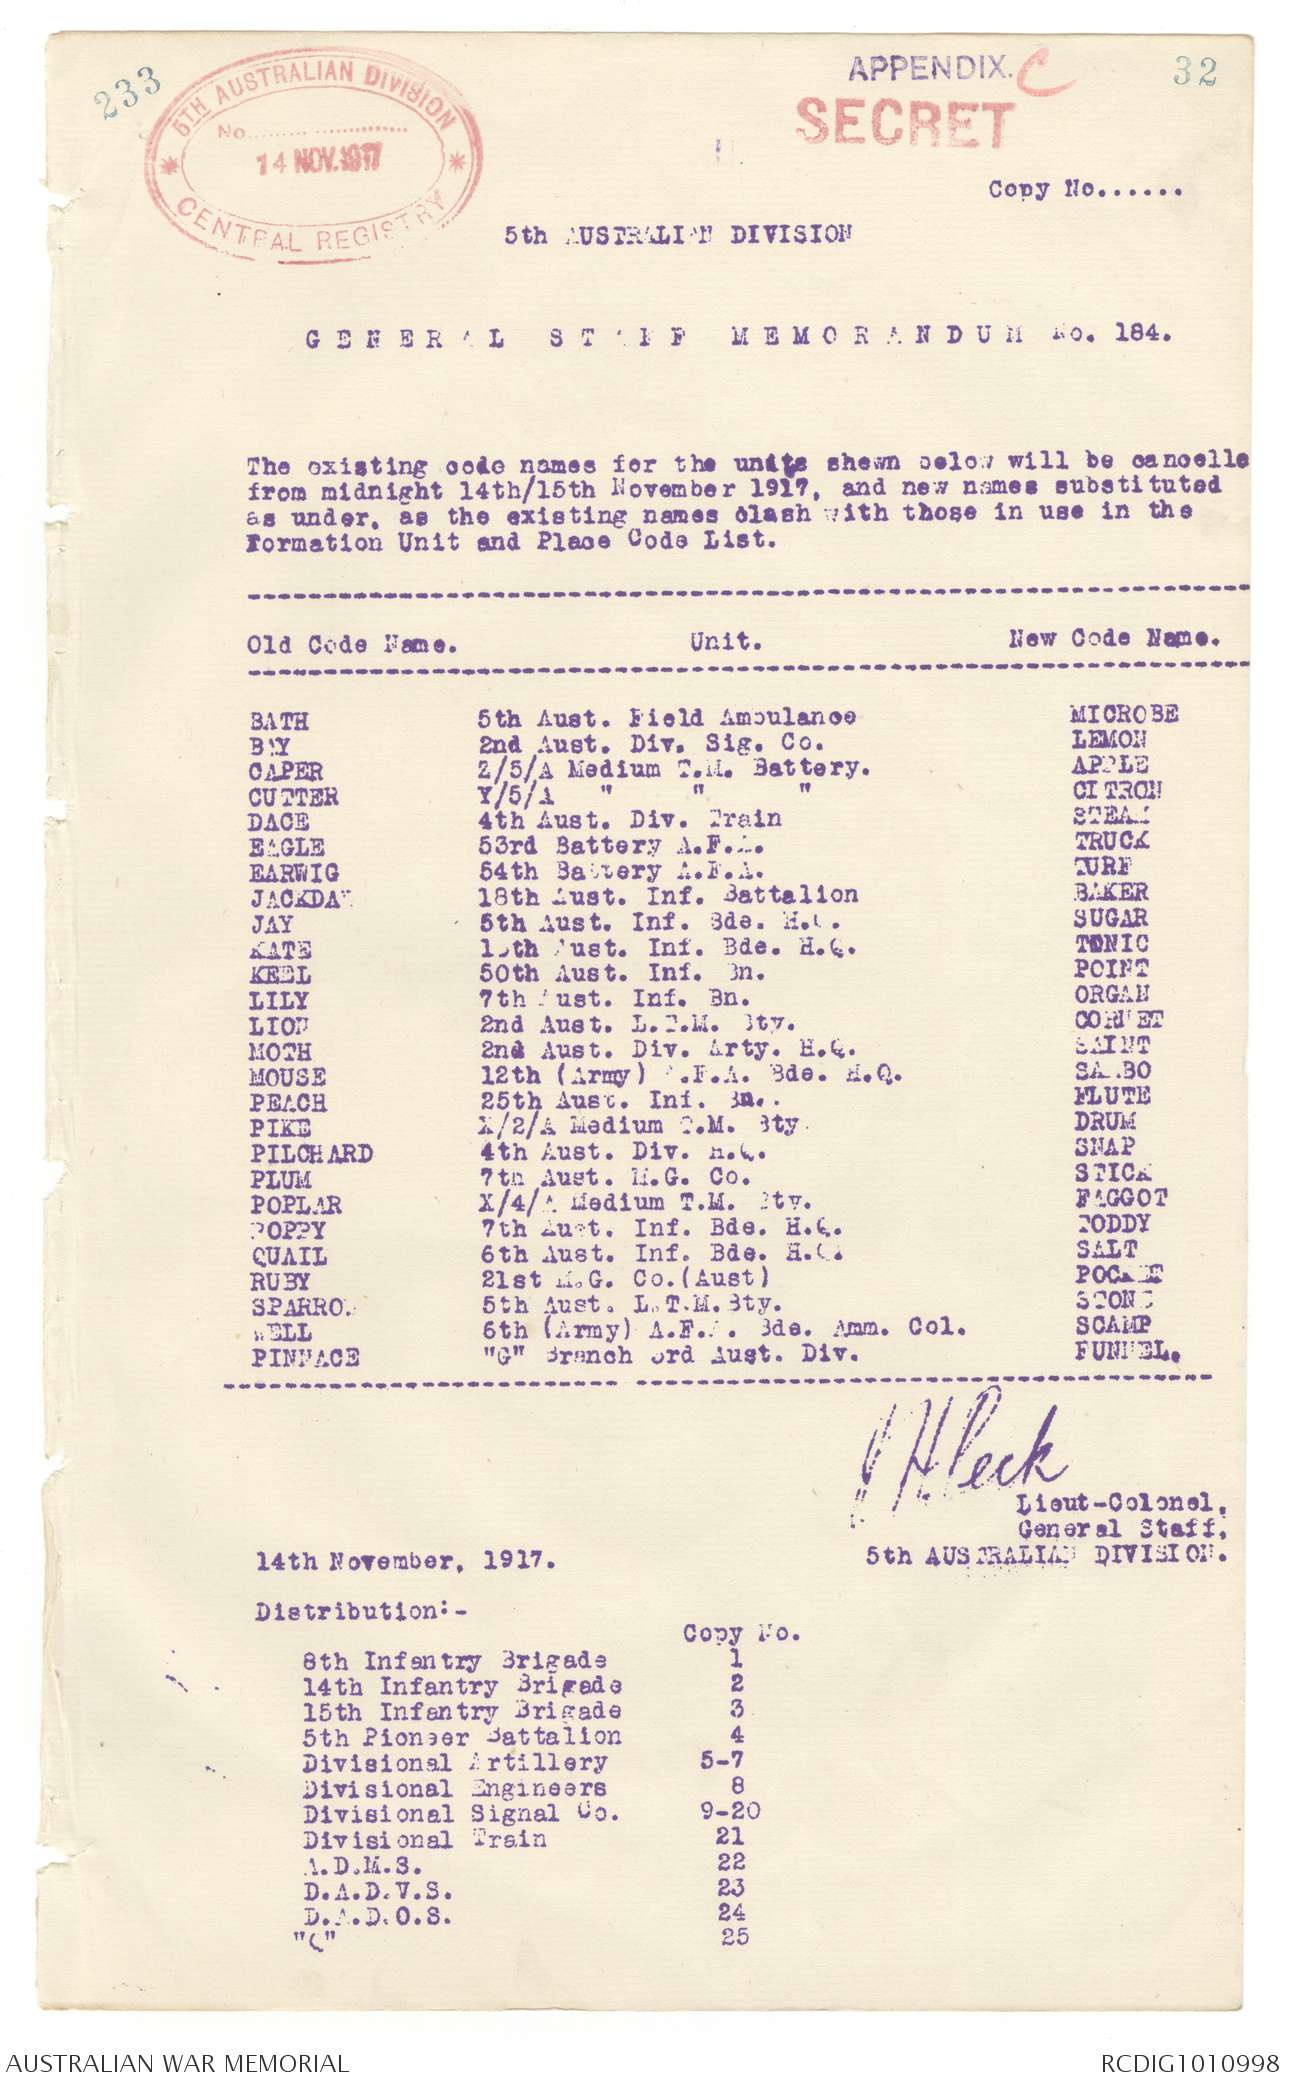 233
5TH AUSTRALIAN DIVISION
No.
14 NOV. 1917
CENTRAL REGISTRY
APPENDIX. C
32
SECRET
Copy No......
5th AUSTRALIAN DIVISION
GENERAL STAFF MEMORANDUM No. 184.
The existing code names for the units shewn below will be cancelle
from midnight 14th/15th November 1917, and new names substituted
as under, as the existing names clash with those in use in the
Formation Unit and Place Code List.
Old Code Name. Unit. New Code Name.
BATH 5th Aust. Field Ambulance MICROBE
BAY 2nd Aust. Div. Sig. Co. LEMON
CAPER Z/5/A Medium T.M. Battery. APPLE
CUTTER Y/5/A " " " CITRON
DACE 4th Aust. Div. Train STEAM
EAGLE 53rd Battery A.F.A. TRUCK
EARWIG 54th Battery A.F.A. TURF
JACKDAW 18th Aust. Inf. Battalion BAKER
JAY 5th Aust. Inf. Bde. H.Q. SUGAR
KATE Aust. Inf. Bde. H.Q. TONIC
KEEL 50th Aust. Inf. Bn. POINT
LILY 7th Aust. Inf. Bn. ORGAN
LION 2nd Aust. L.T.M. Bty. CORNET
MOTH 2nd Aust. Div. Arty. H.Q. SAINT
MOUSE 12th (Army) A.F.A. Bde. H.Q. SAMBO
PEACH 25th Aust. Inf. Bn.. FLUTE
PIKE X/2/A Medium T.M. Bty. DRUM
PILCHARD 4th Aust. Div. H.Q. SNAP
PLUM 7th Aust. M.G. Co. STICK
POPLAR X/4/A Medium T.M. Bty. FAGGOT
POPPY 7th Aust. Inf. Bde. H.Q. TODDY
QUAIL 6th Aust. Inf. Bde. H.Q. SALT
RUBY 21st M.G. Co.(Aust) POCKET
SPARROW 5th Aust. L.T.M.Bty. STONE
WELL 6th (Army) A.F.A. Bde. Amm. Col. SCAMP
PINNACE "G" Branch 3rd Aust. Div. FUNNEL.
J H Peck
Lieut-Colonel,
General Staff,
14th November, 1917. 5th AUSTRALIAN DIVISION.
Distribution:-
Copy No.
8th Infantry Brigade 1
14th Infantry Brigade 2
15th Infantry Brigade 3
5th Pioneer Battalion 4
Divisional Artillery 5-7
Divisional Engineers 8
Divisional Signal Co. 9-20
Divisional Train 21
A.D.M.S. 22
D.A.D.V.S. 23
D.A.D.O.S. 24
"Q" 25
AUSTRALIAN WAR MEMORIAL RCDIG1010998